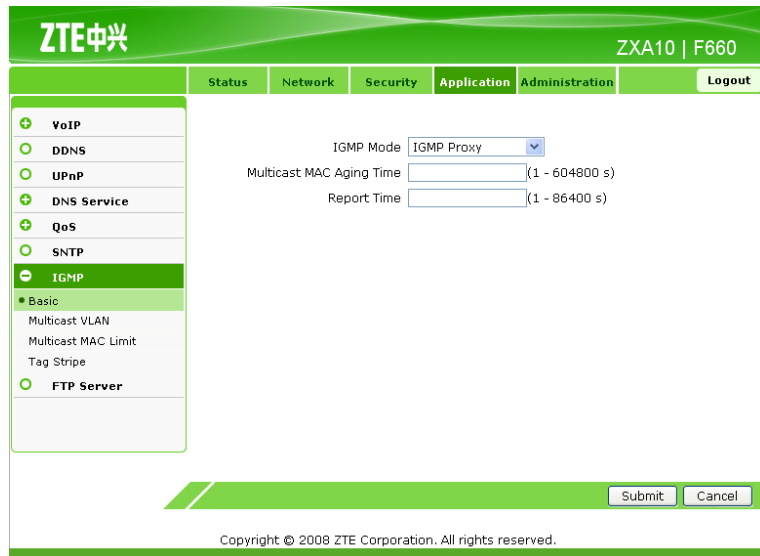 ZTE中兴
ZXA10 | F660
Status Network Security Application Administration Logout
VoIP
DDNS
UPnP
DNS Service
QoS
SNTP
IGMP
Basic
Multicast VLAN
Multicast MAC Limit
Tag Stripe
FTP Server
IGMP Mode IGMP Proxy
Multicast MAC Aging Time (1 - 604800 s)
Report Time (1 - 86400 s)
Submit Cancel
Copyright © 2008 ZTE Corporation. All rights reserved.